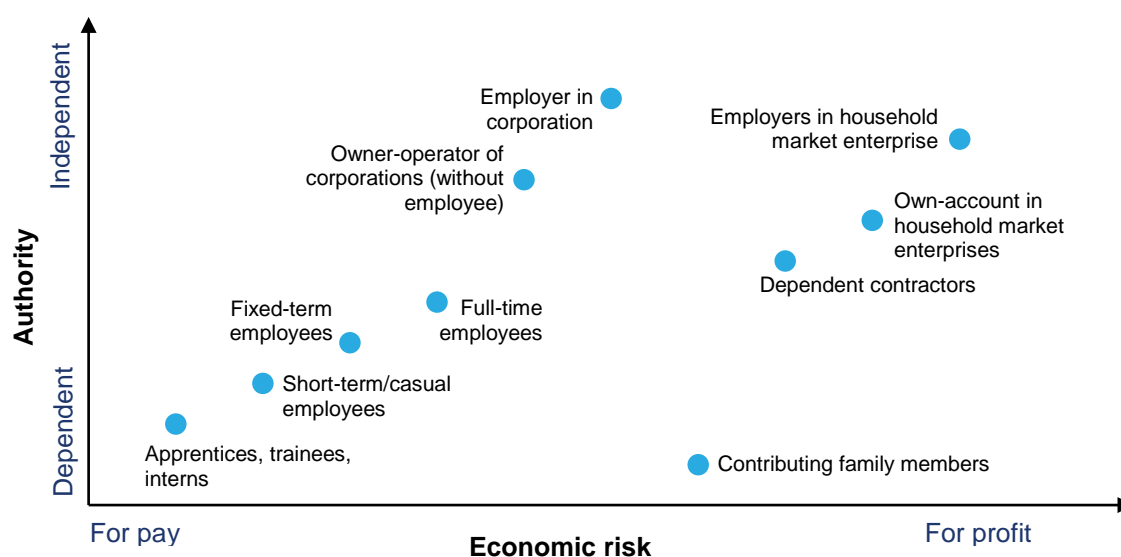 Independent
Authority
Dependent
Employer in
corporation
Employers in household
market enterprise
Owner-operator of
corporations (without
employee)
Own-account in
household market
enterprises
Dependent contractors
Fixed-term
employees
Full-time
employees
Short-term/casual
employees
Apprentices, trainees,
interns
Contributing family members
For pay
Economic risk
For profit